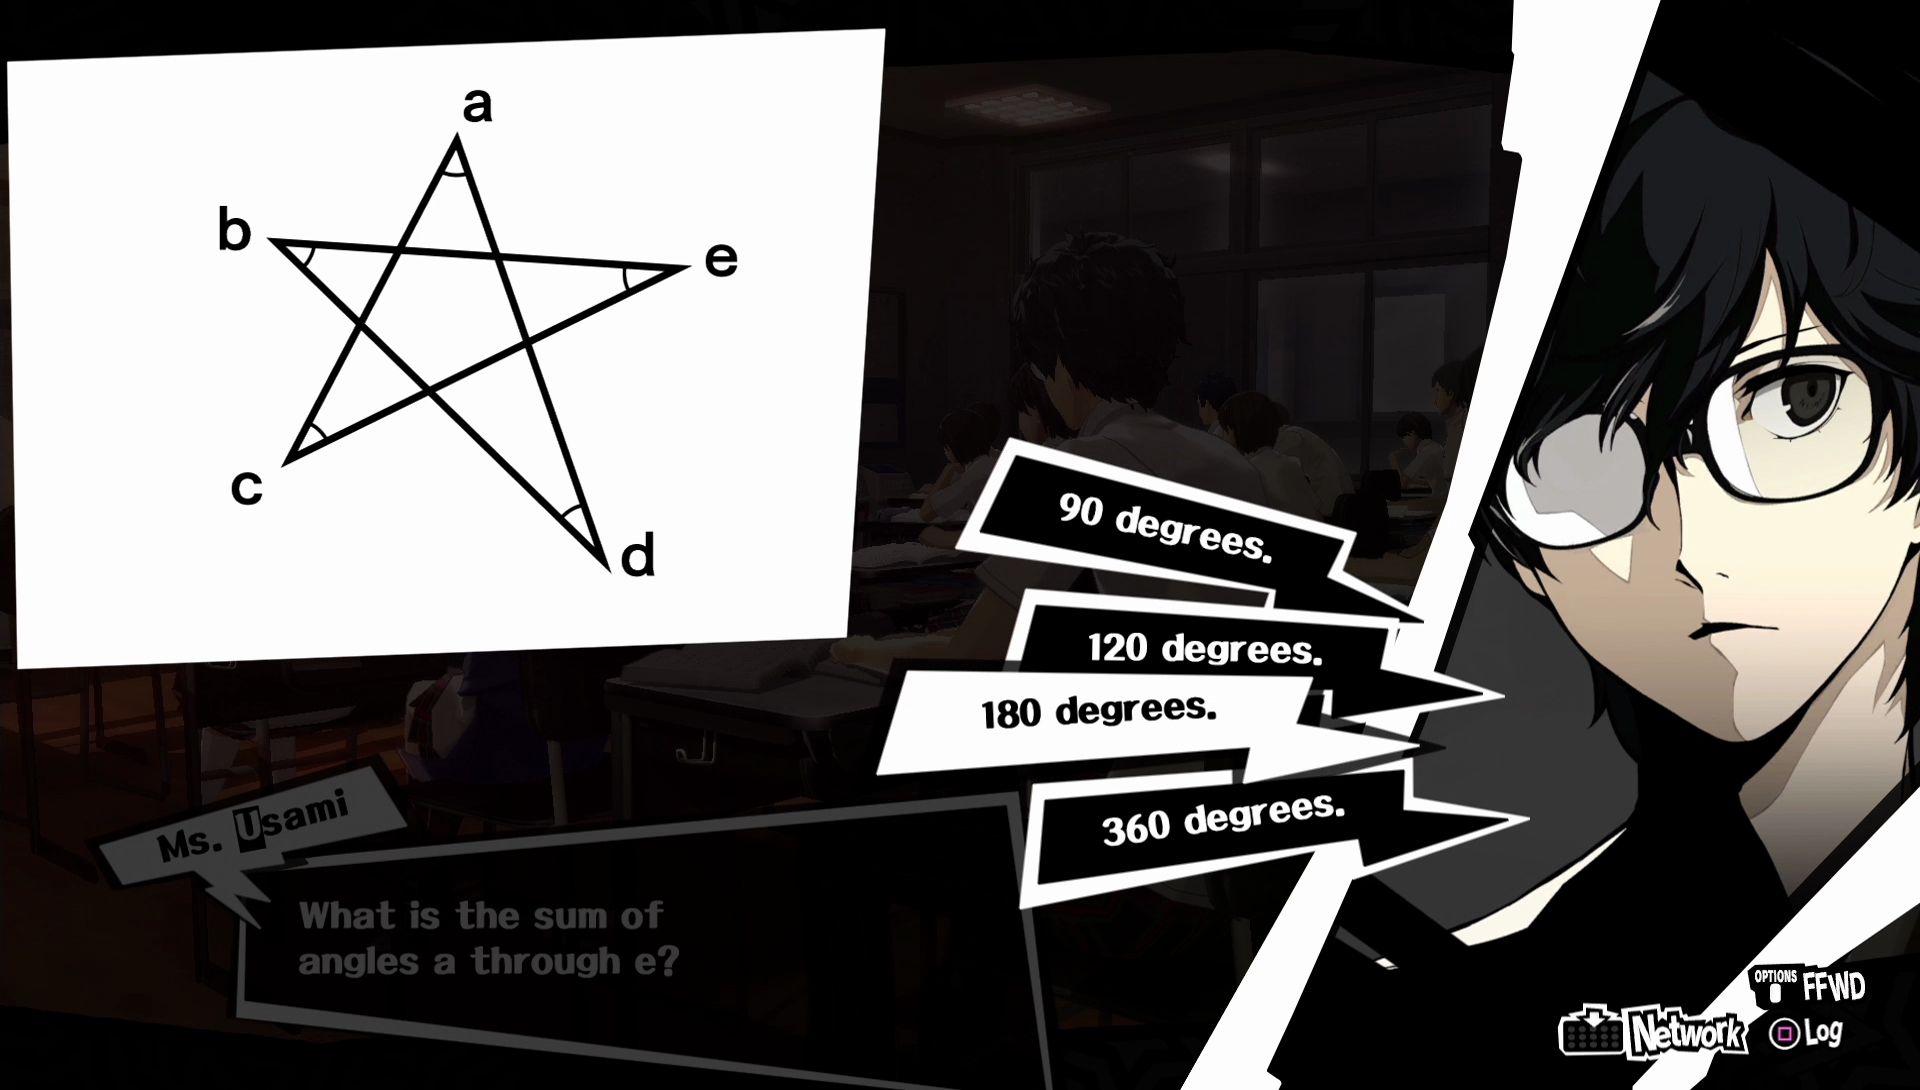 a
b
e
c
d
90 degrees.
120 degrees.
180 degrees.
360 degrees.
Ms. Usami
What is the sum of
angles a through e?
OPTIONS
FFWD
Network
Log